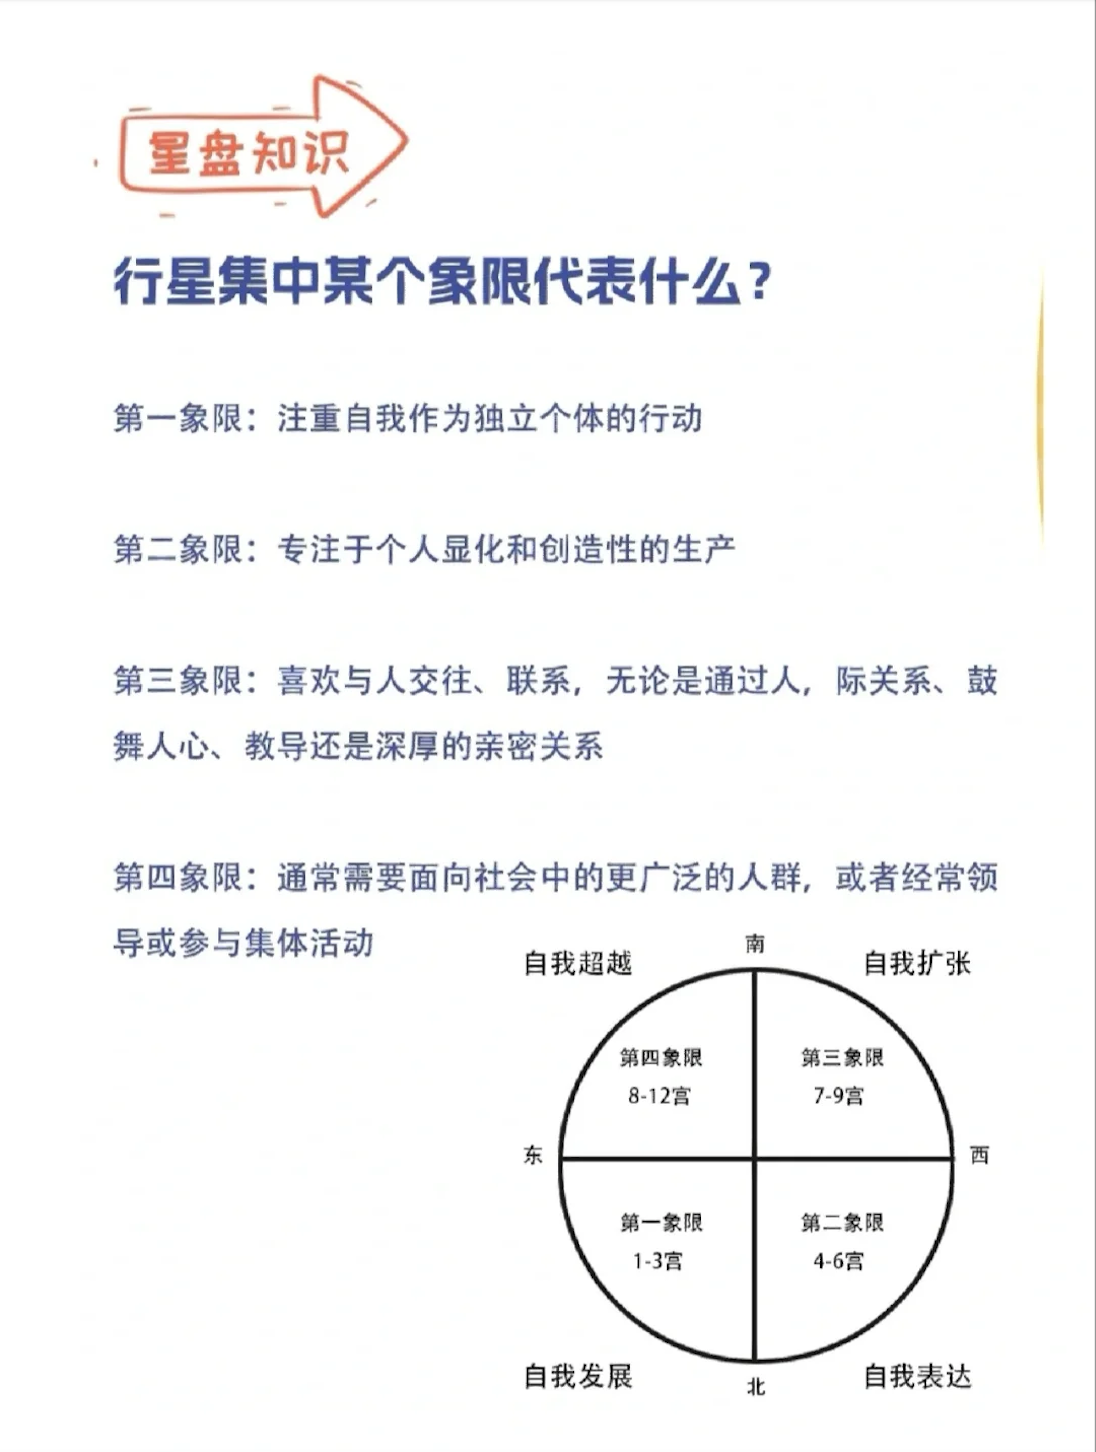 星盘知识
行星集中某个象限代表什么?
第一象限：注重自我作为独立个体的行动
第二象限：专注于个人显化和创造性的生产
第三象限：喜欢与人交往、联系，无论是通过人，际关系、鼓
舞人心、教导还是深厚的亲密关系
第四象限：通常需要面向社会中的更广泛的人群，或者经常领
导或参与集体活动
南
自我超越
自我扩张
第四象限
第三象限
8-12宫
7-9宫
东
西
第一象限
第二象限
1-3宫
4-6宫
自我发展
自我表达
北